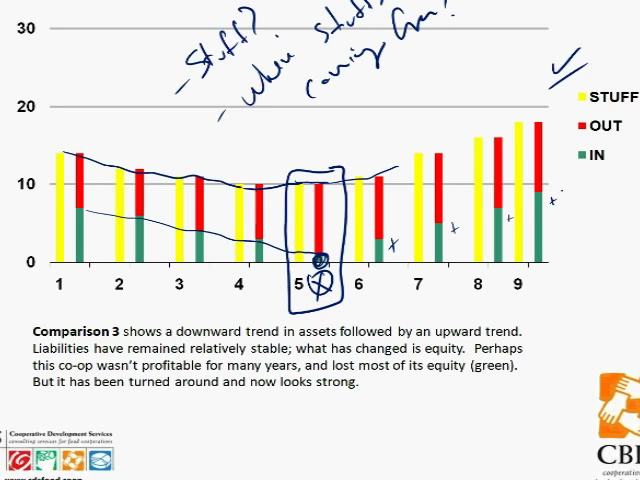 30
- Stuff?
- Where stuff
coming from?
20
STUFF
OUT
IN
10
0
1 2 3 4 5 6 7 8 9
Comparison 3 shows a downward trend in assets followed by an upward trend.
Liabilities have remained relatively stable; what has changed is equity. Perhaps
this co-op wasn't profitable for many years, and lost most of its equity (green).
But it has been turned around and now looks strong.
Cooperative Development Services
consulting services for food cooperatives
CBL
cooperative
www.cdsfood.coop